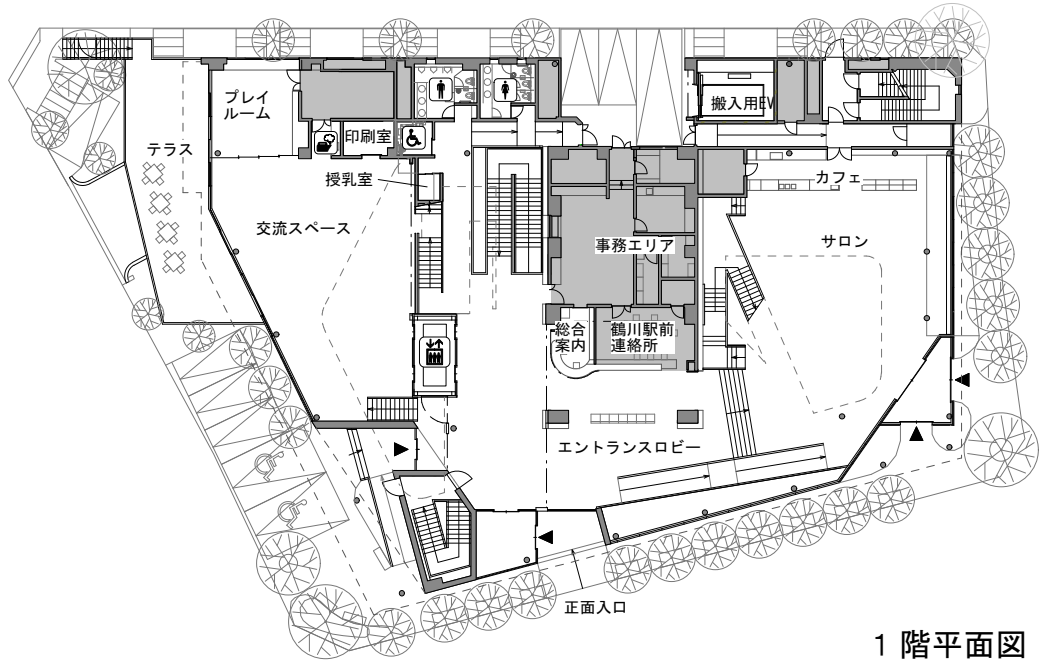 プレイ
ルーム
印刷室
搬入用EV
テラス
授乳室
カフェ
交流スペース
サロン
事務エリア
総合
案内
鶴川駅前
連絡所
エントランスロビー
正面入口
1階平面図